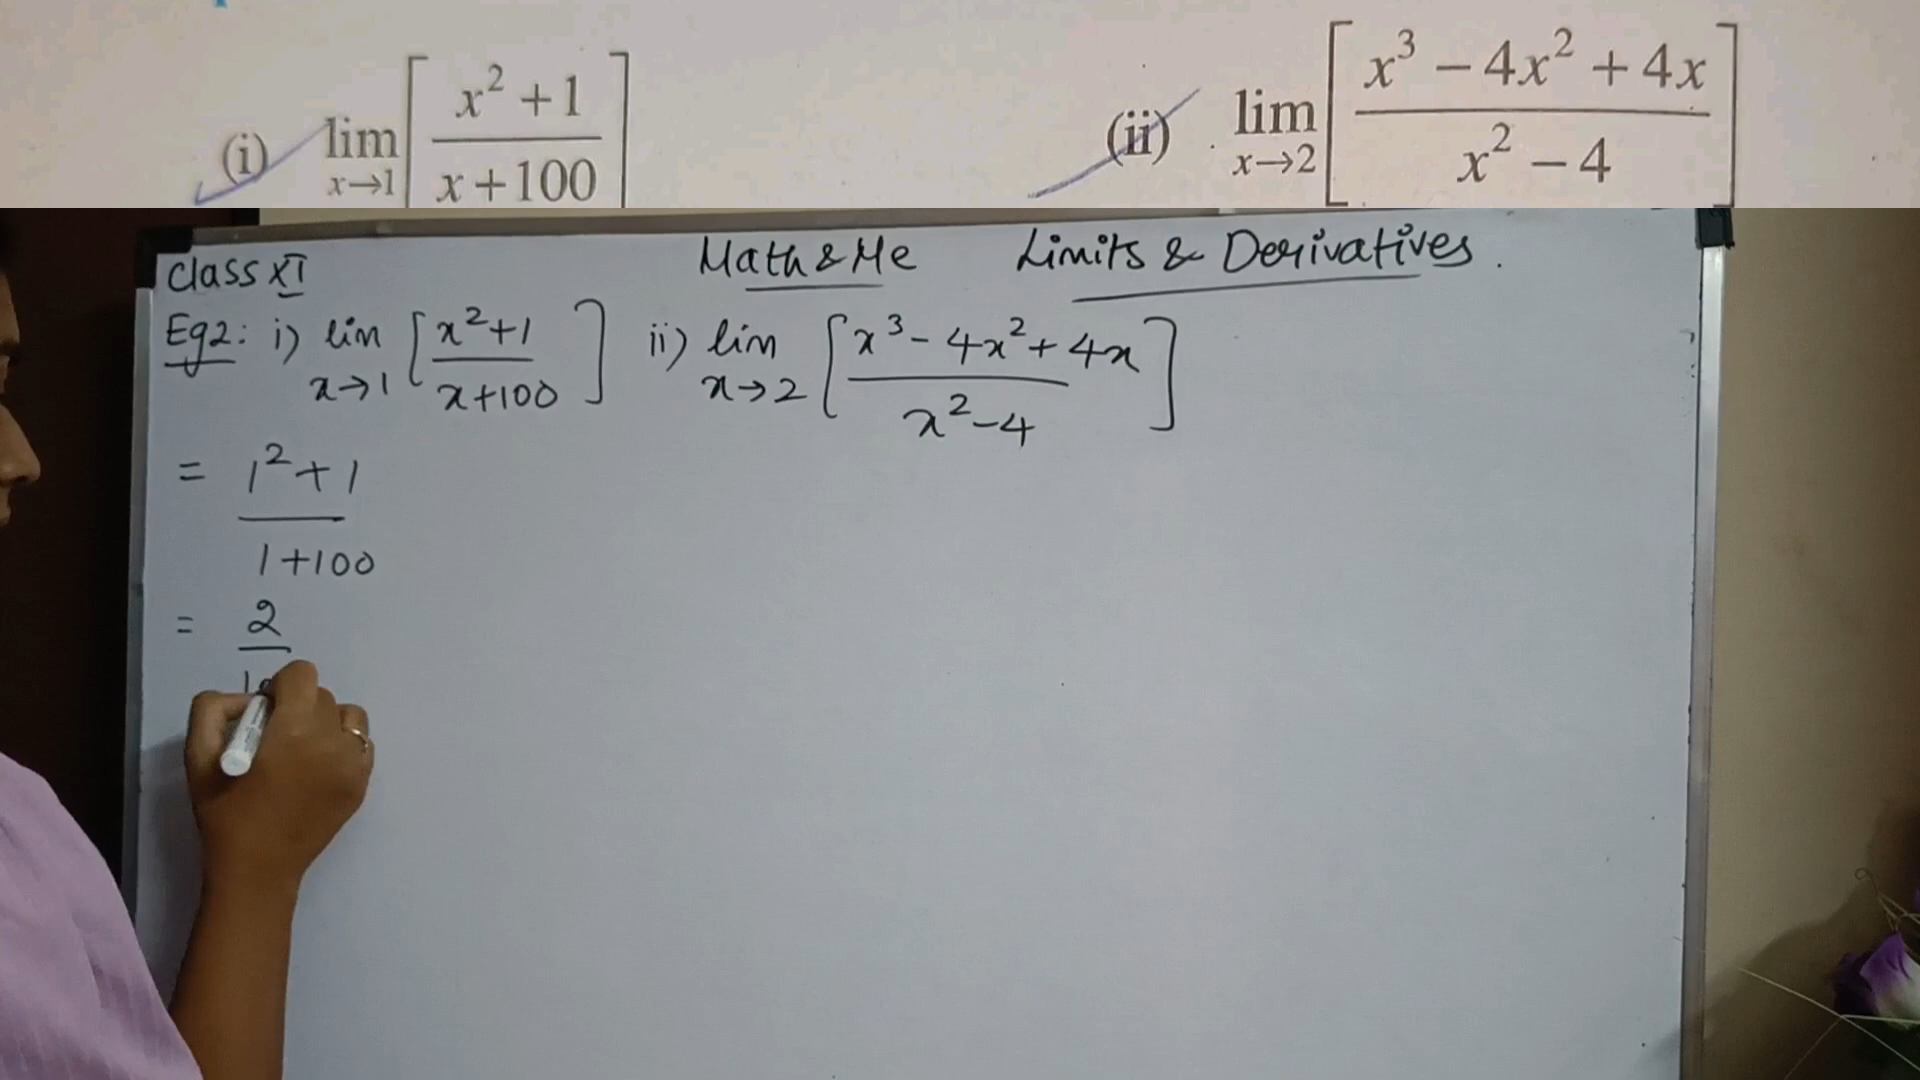 (i) lim x→1 [ x² + 1 / x + 100 ] (ii) lim x→2 [ x³ − 4x² + 4x / x² − 4 ]
Class XI Math & Me Limits & Derivatives .
Eg2: i) lim x→1 [ x² + 1 / x + 100 ] ii) lim x→2 [ x³ − 4x² + 4x / x² − 4 ]
= 1² + 1 / 1 + 100
= 2 / 10